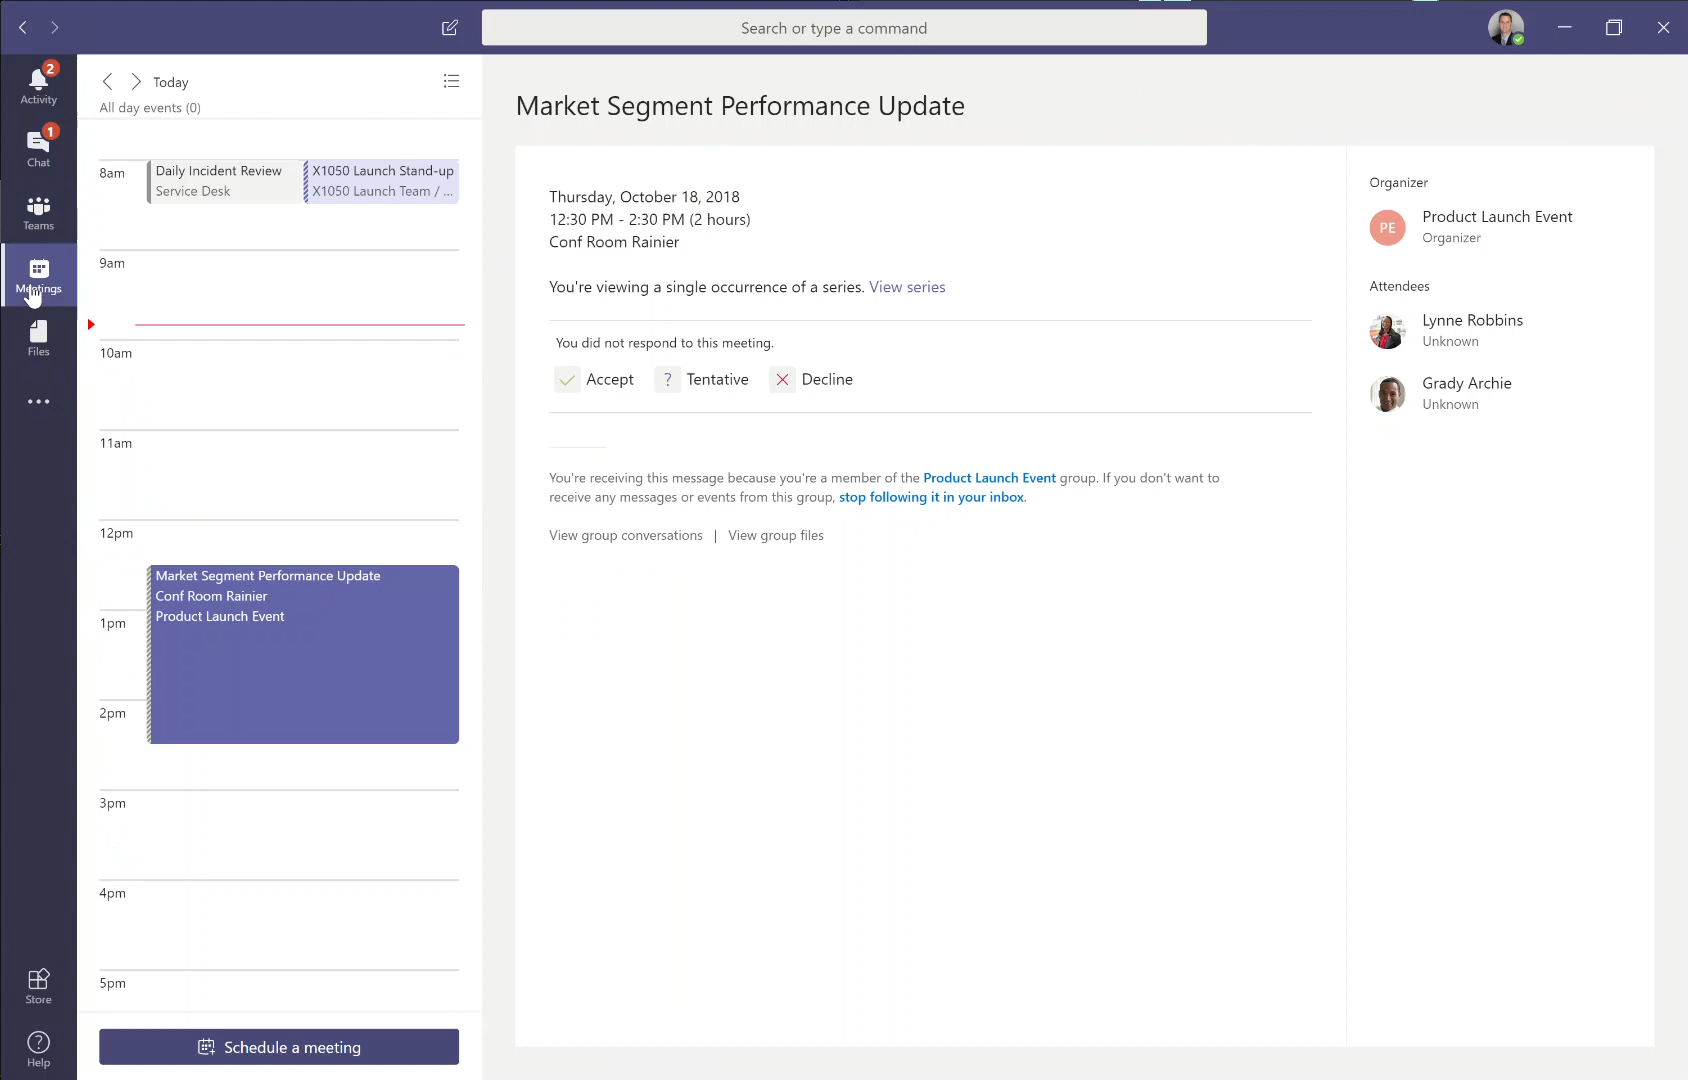 Search or type a command
2
Activity
1
Chat
Teams
Meetings
Files
Store
Help
Today
All day events (0)
8am
Daily Incident Review
Service Desk
X1050 Launch Stand-up
X1050 Launch Team / ...
9am
10am
11am
12pm
Market Segment Performance Update
Conf Room Rainier
Product Launch Event
1pm
2pm
3pm
4pm
5pm
Schedule a meeting
Market Segment Performance Update
Thursday, October 18, 2018
12:30 PM - 2:30 PM (2 hours)
Conf Room Rainier
You're viewing a single occurrence of a series. View series
You did not respond to this meeting.
Accept ? Tentative Decline
You're receiving this message because you're a member of the Product Launch Event group. If you don't want to
receive any messages or events from this group, stop following it in your inbox.
View group conversations | View group files
Organizer
PE
Product Launch Event
Organizer
Attendees
Lynne Robbins
Unknown
Grady Archie
Unknown